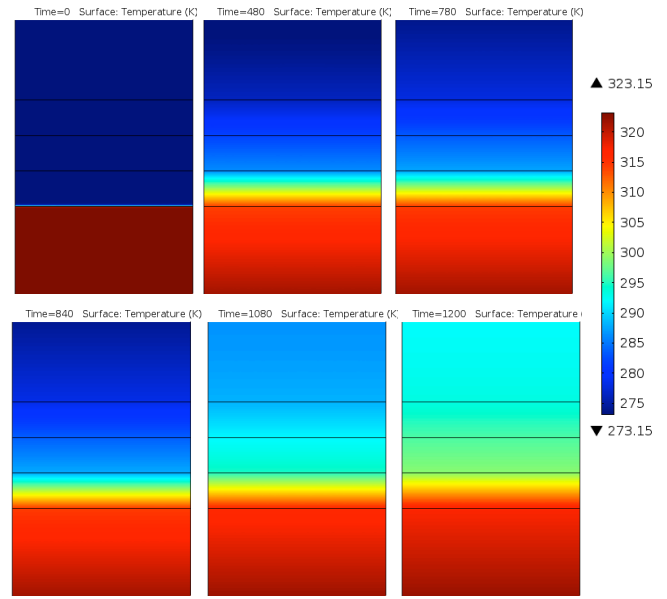 Time=0 Surface: Temperature (K)
Time=480 Surface: Temperature (K)
Time=780 Surface: Temperature (K)
▲ 323.15
320
315
310
305
300
295
290
285
280
275
▼ 273.15
Time=840 Surface: Temperature (K)
Time=1080 Surface: Temperature (K)
Time=1200 Surface: Temperature (K)